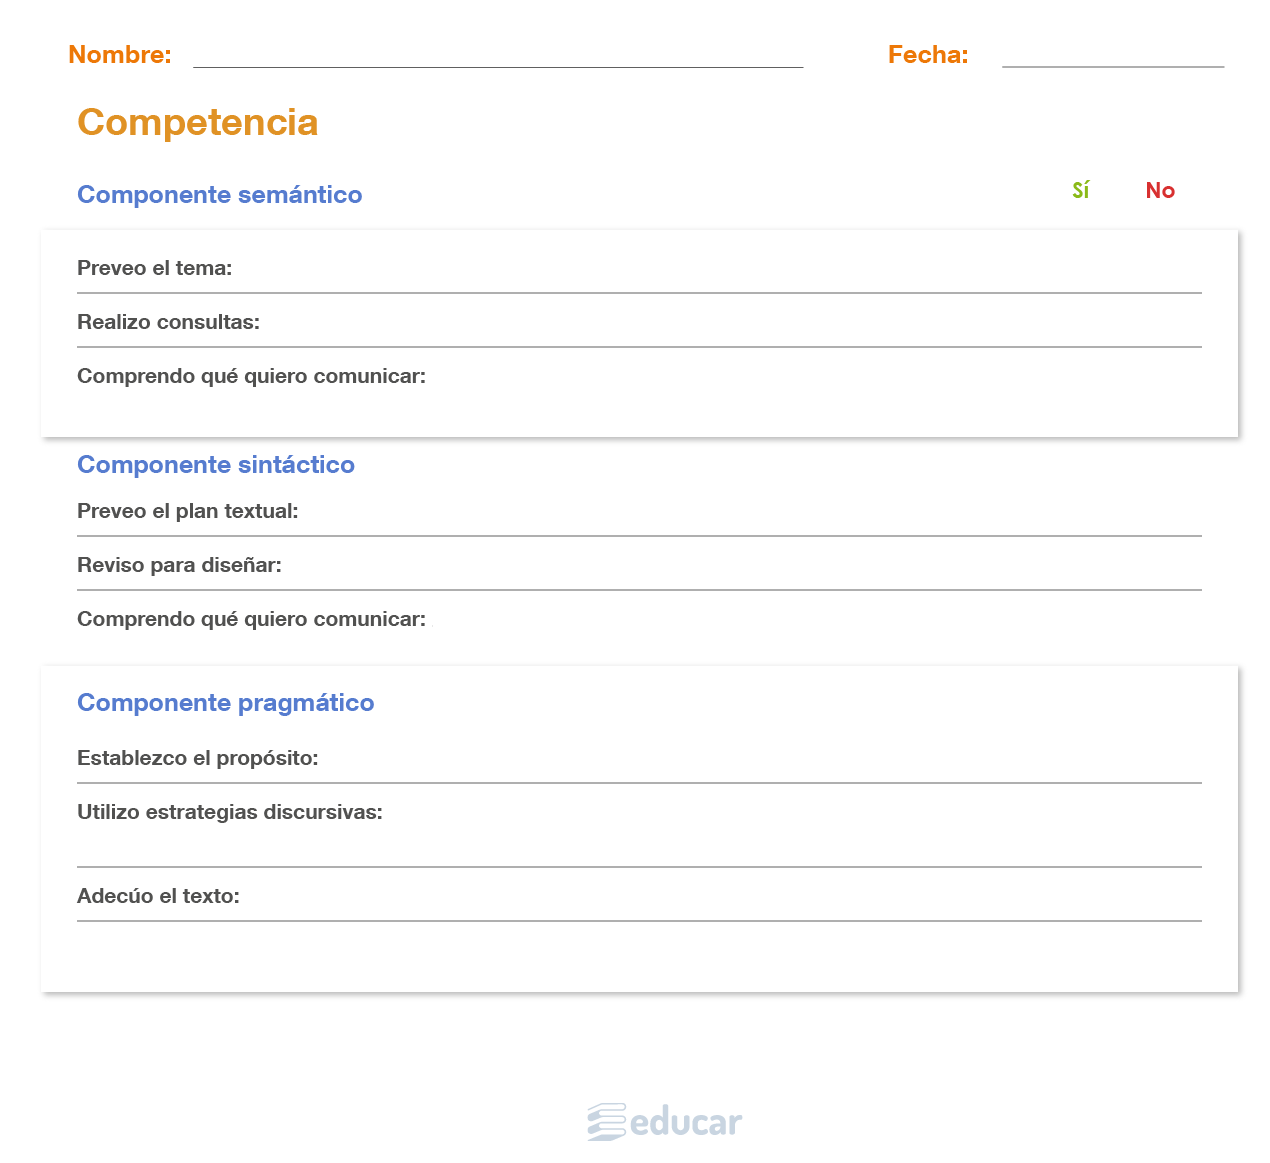 Nombre: Fecha:
Competencia
Componente semántico Sí No
Preveo el tema:
Realizo consultas:
Comprendo qué quiero comunicar:
Componente sintáctico
Preveo el plan textual:
Reviso para diseñar:
Comprendo qué quiero comunicar:
Componente pragmático
Establezco el propósito:
Utilizo estrategias discursivas:
Adecúo el texto:
educar